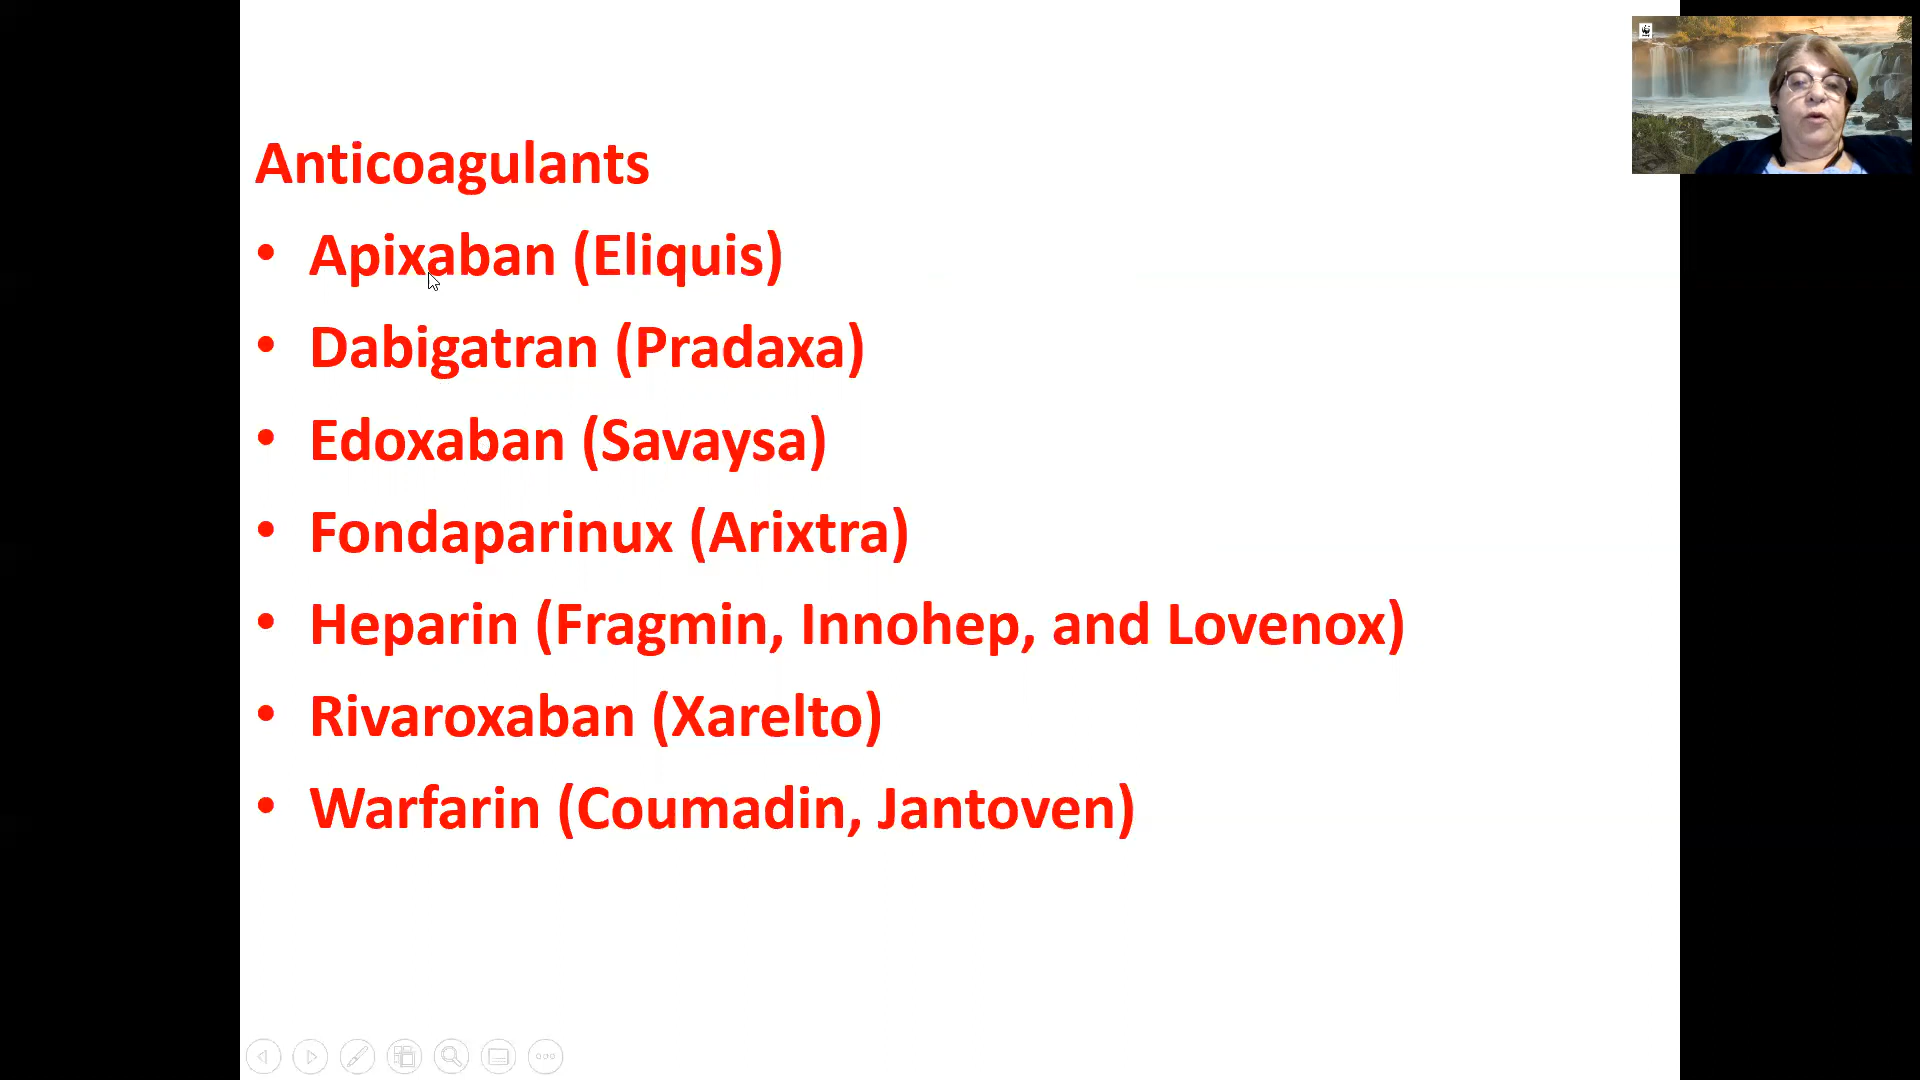 Anticoagulants
• Apixaban (Eliquis)
• Dabigatran (Pradaxa)
• Edoxaban (Savaysa)
• Fondaparinux (Arixtra)
• Heparin (Fragmin, Innohep, and Lovenox)
• Rivaroxaban (Xarelto)
• Warfarin (Coumadin, Jantoven)